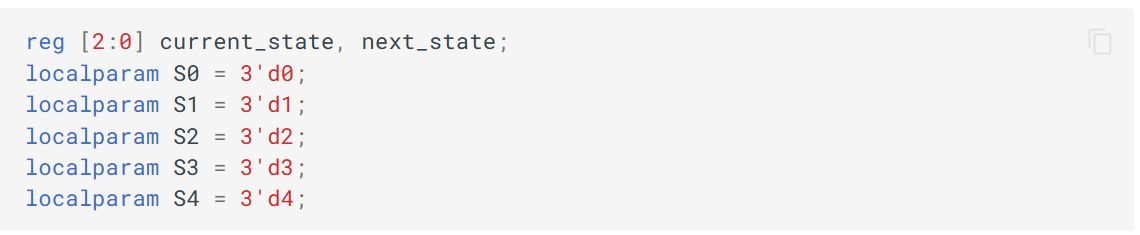 reg [2:0] current_state, next_state;
localparam S0 = 3'd0;
localparam S1 = 3'd1;
localparam S2 = 3'd2;
localparam S3 = 3'd3;
localparam S4 = 3'd4;